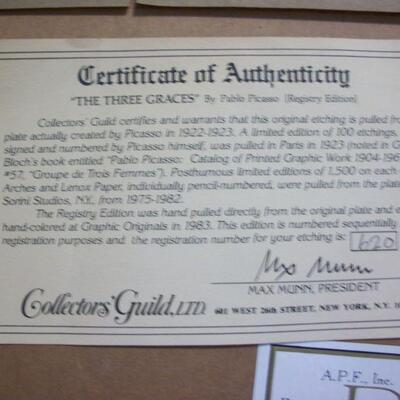 Certificate of Authenticity
"THE THREE GRACES" By Pablo Picasso [Registry Edition]
Collectors' Guild certifies and warrants that this original etching is pulled fro
plate actually created by Picasso in 1922-1923. A limited edition of 100 etchings,
signed and numbered by Picasso himself, was pulled in Paris in 1923 (noted in G
Bloch's book entitled "Pablo Picasso: Catalog of Printed Graphic Work 1904-196
#57, "Groupe de Trois Femmes"). Posthumous limited editions of 1,500 on each
Arches and Lenox Paper, individually pencil-numbered, were pulled from the plate
Sorini Studios, N.Y., from 1975-1982.
The Registry Edition was hand pulled directly from the original plate and e
hand-colored at Graphic Originals in 1983. This edition is numbered sequentially
registration purposes and the registration number for your etching is: 620
Max Munn
MAX MUNN, PRESIDENT
Collectors' Guild, LTD. 601 WEST 26th STREET, NEW YORK, N.Y. 10
A.P.F., Inc.